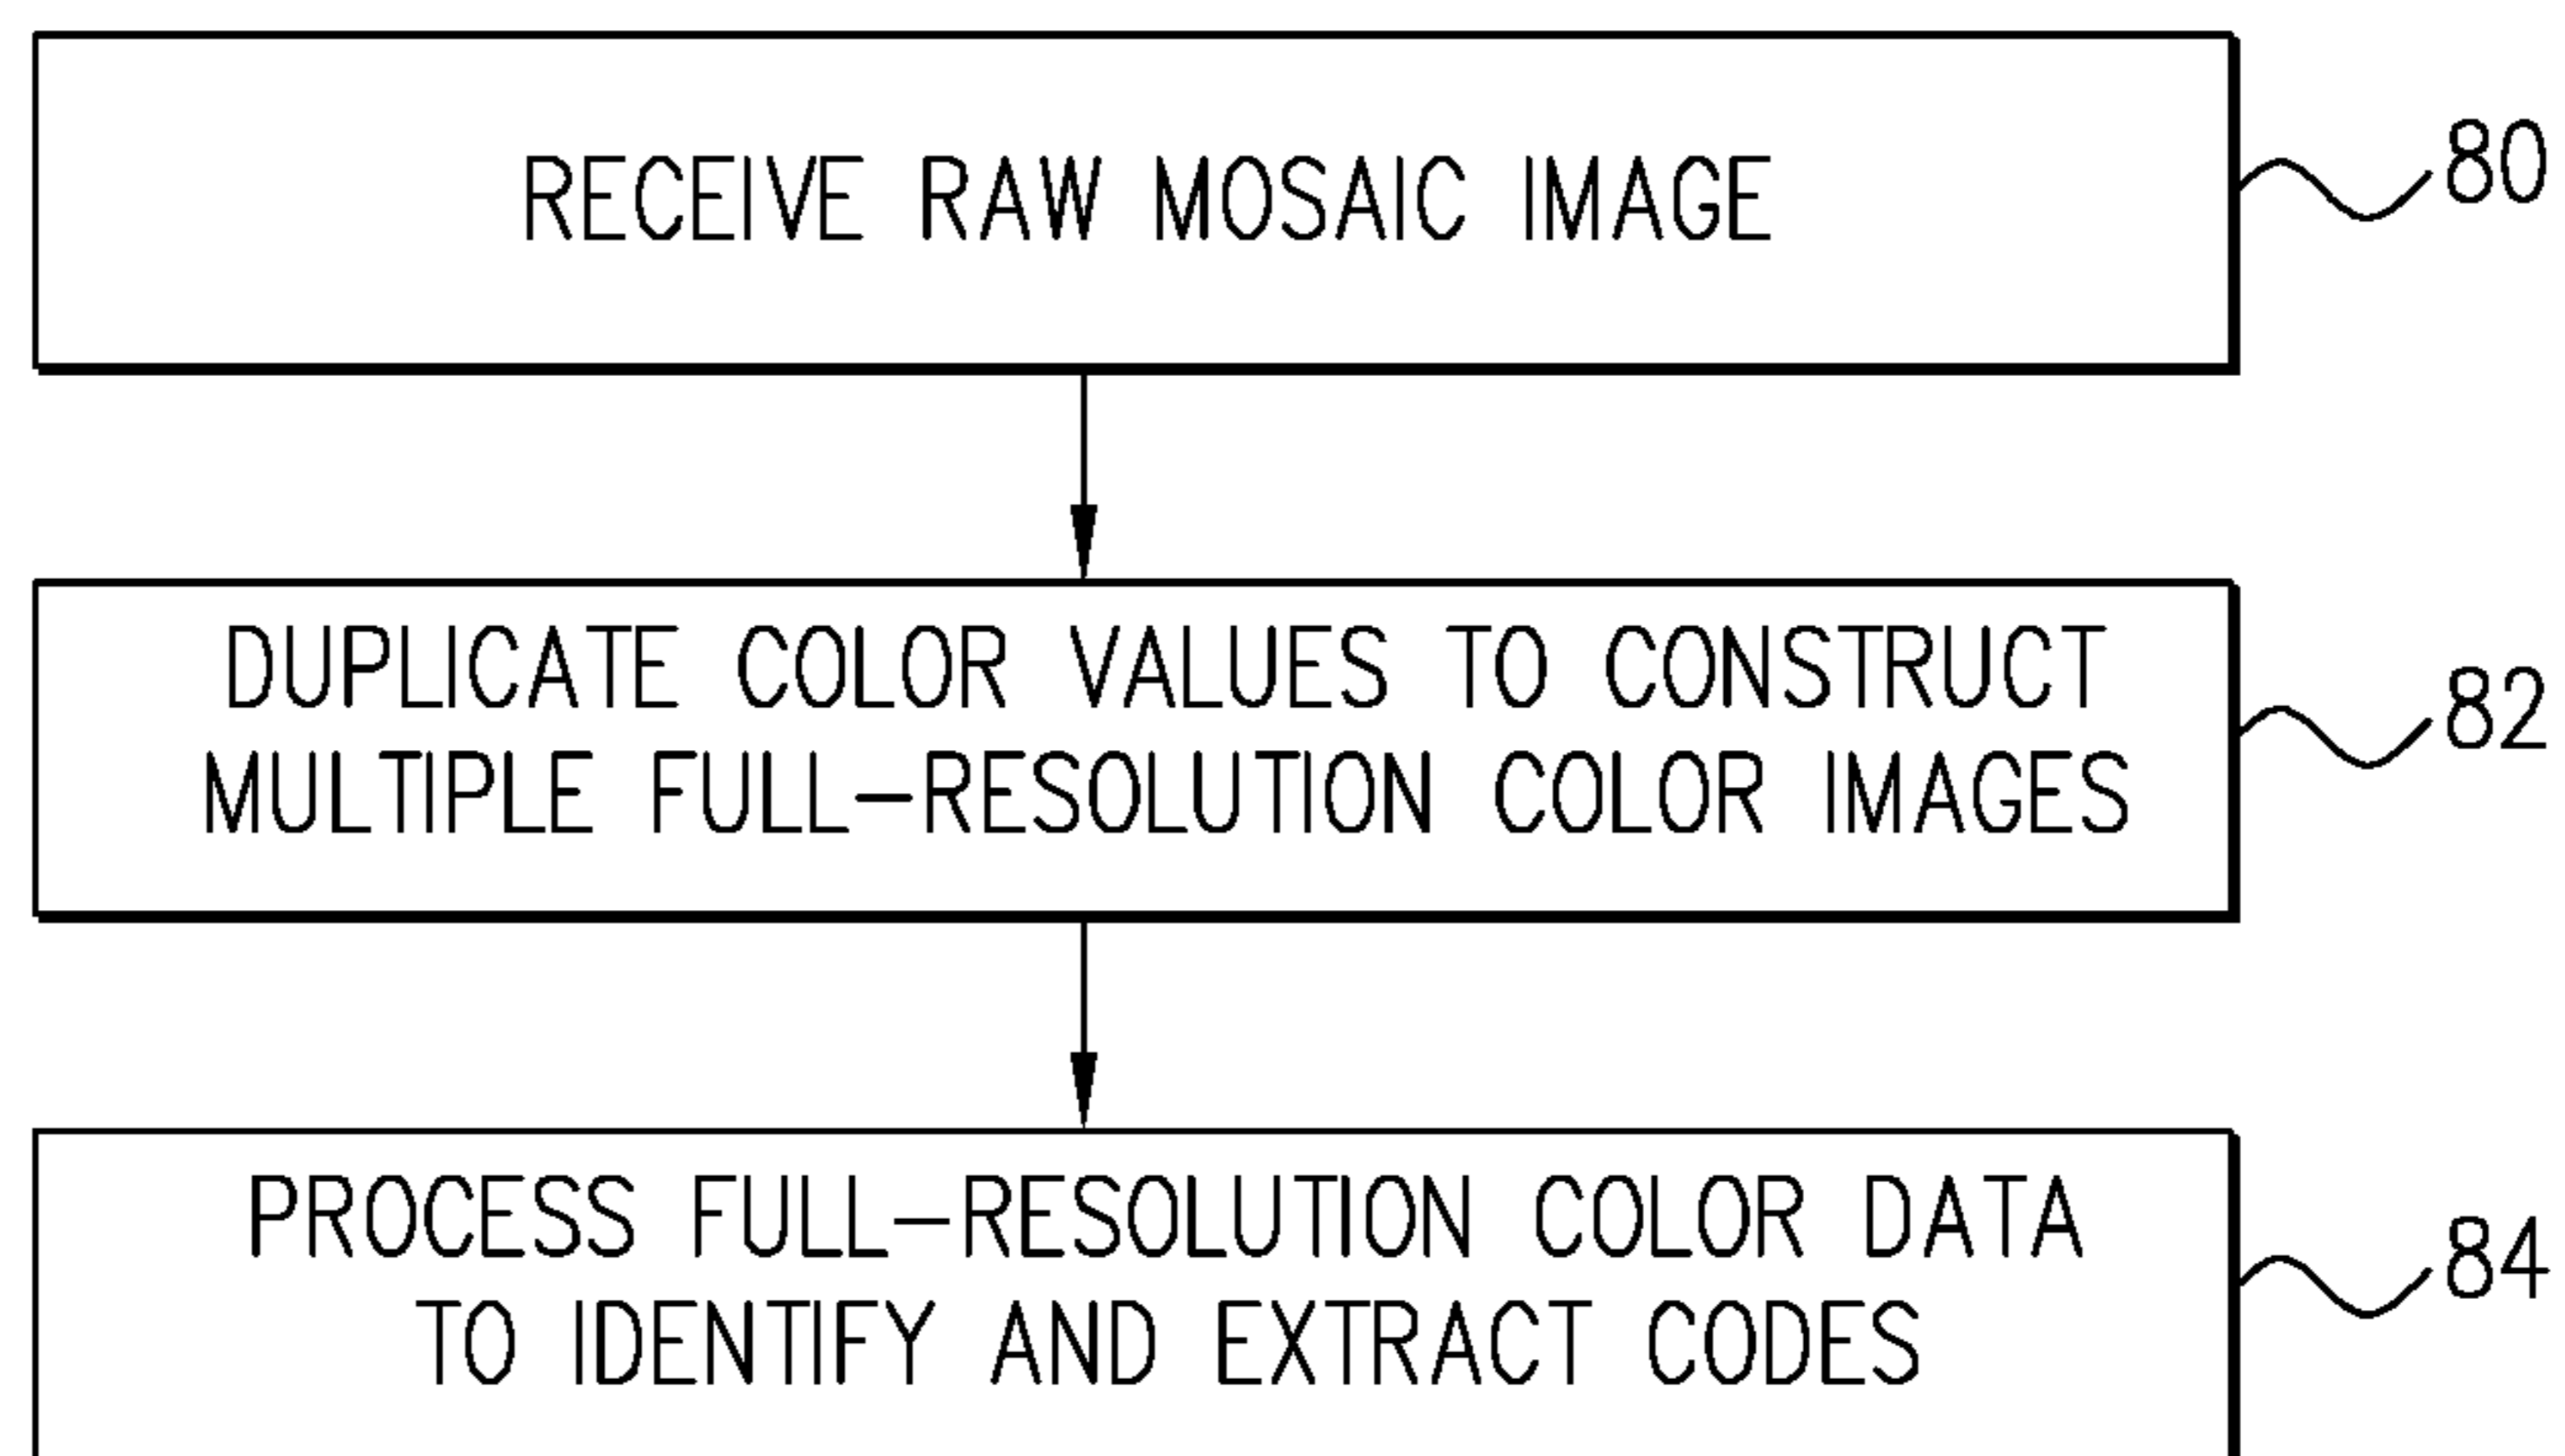 RECEIVE RAW MOSAIC IMAGE
80
DUPLICATE COLOR VALUES TO CONSTRUCT
MULTIPLE FULL-RESOLUTION COLOR IMAGES
82
PROCESS FULL-RESOLUTION COLOR DATA
TO IDENTIFY AND EXTRACT CODES
84